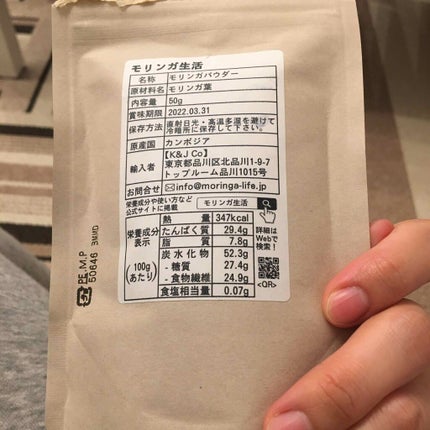 モリンガ生活
名称 モリンガパウダー
原材料名 モリンガ葉
内容量 50g
賞味期限 2022.03.31
保存方法 直射日光・高温多湿を避けて
冷暗所に保存して下さい。
原産国 カンボジア
輸入者 【K&J Co】
東京都品川区北品川1-9-7
トップルーム品川1015号
お問合せ info@moringa-life.jp
栄養成分や使い方など
公式サイトに掲載
モリンガ生活
詳細は
Webで
検索!
<QR>
栄養成分
表示
(100g
あたり)
熱量 347kcal
たんぱく質 29.4g
脂質 7.8g
炭水化物 52.3g
- 糖質 27.4g
- 食物繊維 24.9g
食塩相当量 0.07g
PE,M,P
60646